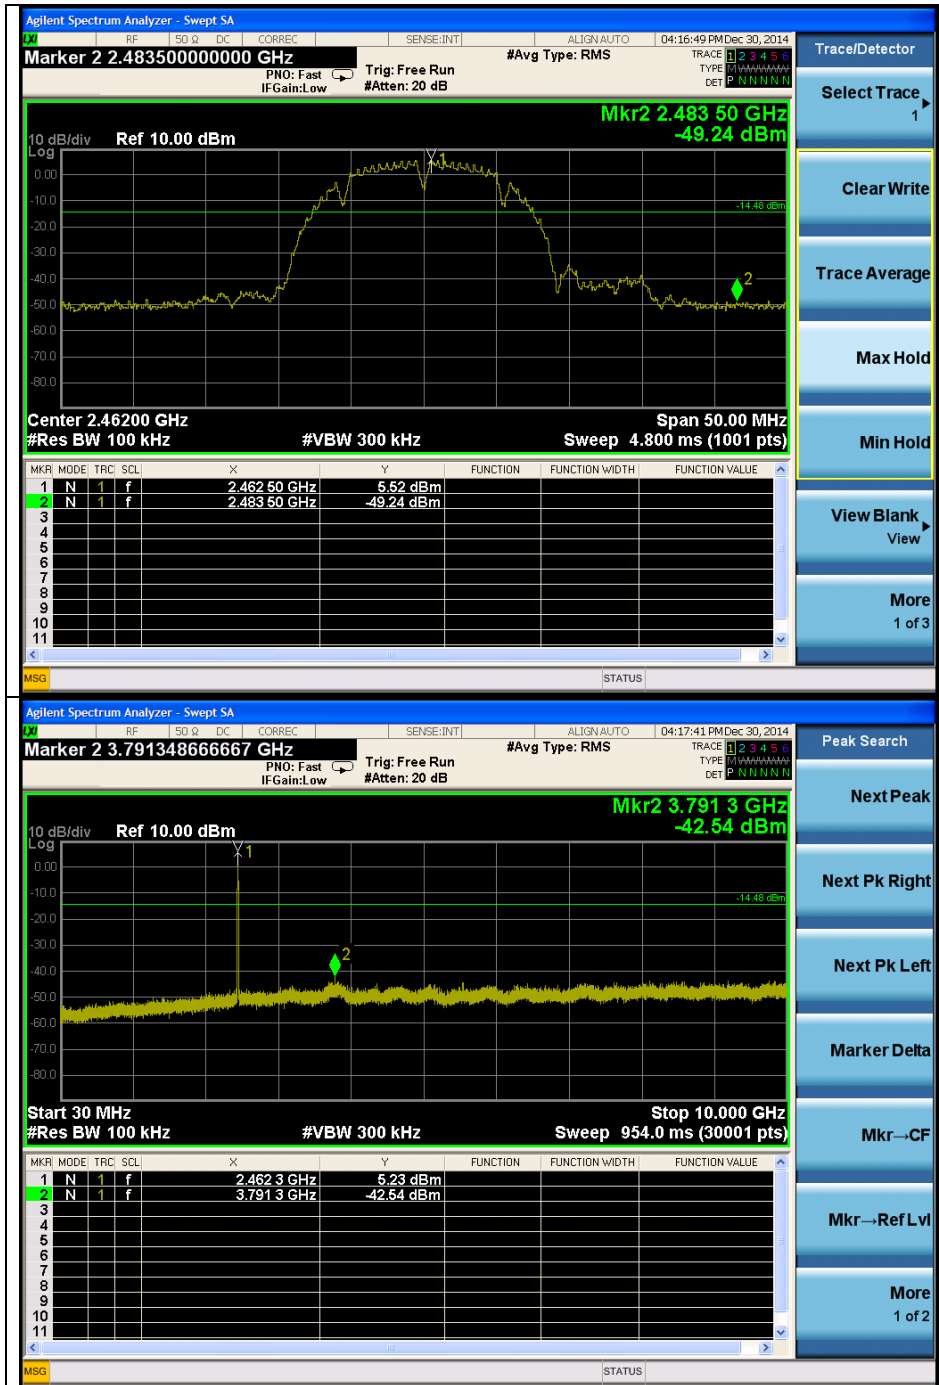 Agilent Spectrum Analyzer - Swept SA
LXI RF 50 Ω DC CORREC SENSE:INT ALIGN AUTO 04:16:49 PM Dec 30, 2014
Marker 2 2.483500000000 GHz
PNO: Fast
IFGain:Low
Trig: Free Run
#Atten: 20 dB
#Avg Type: RMS
TRACE 1 2 3 4 5 6
TYPE M W W W W W
DET P N N N N N
Mkr2 2.483 50 GHz
-49.24 dBm
10 dB/div Ref 10.00 dBm
Log
1
0.00
-10.0
-14.48 dBm
-20.0
-30.0
-40.0
2
-50.0
-60.0
-70.0
-80.0
Center 2.46200 GHz Span 50.00 MHz
#Res BW 100 kHz #VBW 300 kHz Sweep 4.800 ms (1001 pts)
MKR MODE TRC SCL X Y FUNCTION FUNCTION WIDTH FUNCTION VALUE
1 N 1 f 2.462 50 GHz 5.52 dBm
2 N 1 f 2.483 50 GHz -49.24 dBm
3
4
5
6
7
8
9
10
11
MSG STATUS
Trace/Detector
Select Trace
1
Clear Write
Trace Average
Max Hold
Min Hold
View Blank
View
More
1 of 3
Agilent Spectrum Analyzer - Swept SA
LXI RF 50 Ω DC CORREC SENSE:INT ALIGN AUTO 04:17:41 PM Dec 30, 2014
Marker 2 3.791348666667 GHz
PNO: Fast
IFGain:Low
Trig: Free Run
#Atten: 20 dB
#Avg Type: RMS
TRACE 1 2 3 4 5 6
TYPE M W W W W W
DET P N N N N N
Mkr2 3.791 3 GHz
-42.54 dBm
10 dB/div Ref 10.00 dBm
Log
1
0.00
-10.0
-14.48 dBm
-20.0
-30.0
2
-40.0
-50.0
-60.0
-70.0
-80.0
Start 30 MHz Stop 10.000 GHz
#Res BW 100 kHz #VBW 300 kHz Sweep 954.0 ms (30001 pts)
MKR MODE TRC SCL X Y FUNCTION FUNCTION WIDTH FUNCTION VALUE
1 N 1 f 2.462 3 GHz 5.23 dBm
2 N 1 f 3.791 3 GHz -42.54 dBm
3
4
5
6
7
8
9
10
11
MSG STATUS
Peak Search
Next Peak
Next Pk Right
Next Pk Left
Marker Delta
Mkr→CF
Mkr→Ref Lvl
More
1 of 2